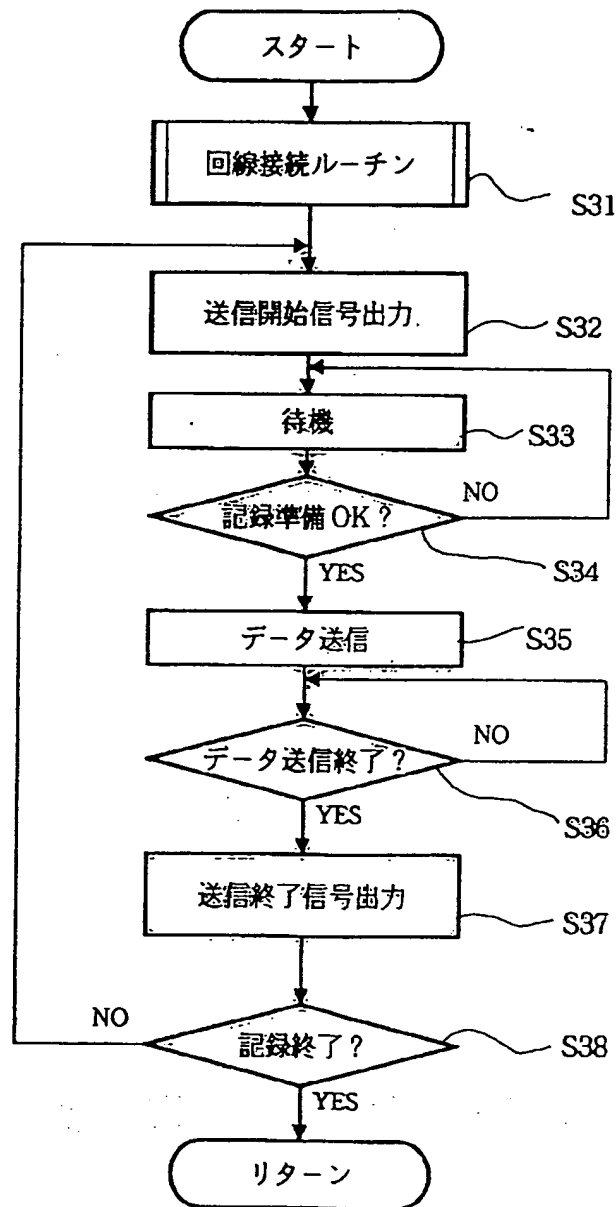 スタート
回線接続ルーチン
S31
送信開始信号出力
S32
待機
S33
記録準備OK?
NO
S34
YES
データ送信
S35
データ送信終了?
NO
S36
YES
送信終了信号出力
S37
記録終了?
NO
S38
YES
リターン